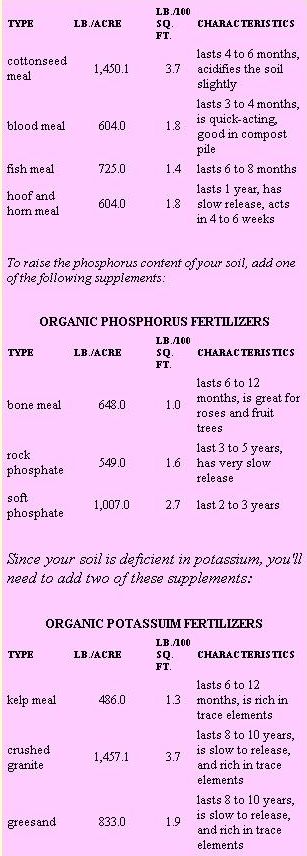 TYPE LB./ACRE LB./100 SQ. FT. CHARACTERISTICS
cottonseed meal 1,450.1 3.7 lasts 4 to 6 months, acidifies the soil slightly
blood meal 604.0 1.8 lasts 3 to 4 months, is quick-acting, good in compost pile
fish meal 725.0 1.4 lasts 6 to 8 months
hoof and horn meal 604.0 1.8 lasts 1 year, has slow release, acts in 4 to 6 weeks
To raise the phosphorus content of your soil, add one
of the following supplements:
ORGANIC PHOSPHORUS FERTILIZERS
TYPE LB./ACRE LB./100 SQ. FT. CHARACTERISTICS
bone meal 648.0 1.0 lasts 6 to 12 months, is great for roses and fruit trees
rock phosphate 549.0 1.6 last 3 to 5 years, has very slow release
soft phosphate 1,007.0 2.7 last 2 to 3 years
Since your soil is deficient in potassium, you'll
need to add two of these supplements:
ORGANIC POTASSUIM FERTILIZERS
TYPE LB./ACRE LB./100 SQ. FT. CHARACTERISTICS
kelp meal 486.0 1.3 lasts 6 to 12 months, is rich in trace elements
crushed granite 1,457.1 3.7 lasts 8 to 10 years, is slow to release, and rich in trace elements
greesand 833.0 1.9 lasts 8 to 10 years, is slow to release, and rich in trace elements